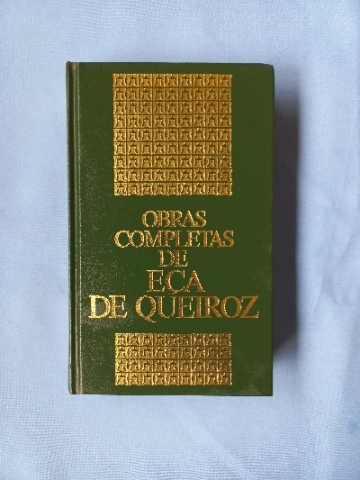 OBRAS
COMPLETAS
DE
EÇA
DE QUEIROZ